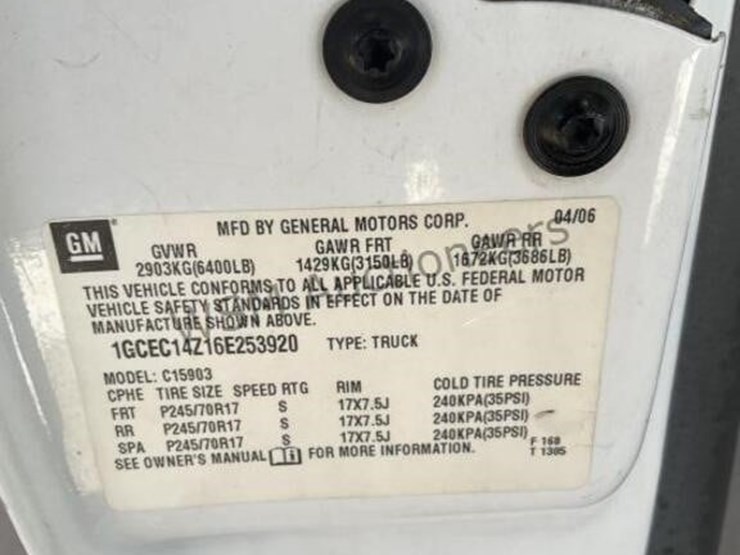 GM
MFD BY GENERAL MOTORS CORP. 04/06
GVWR GAWR FRT GAWR RR
2903KG(6400LB) 1429KG(3150LB) 1672KG(3686LB)
THIS VEHICLE CONFORMS TO ALL APPLICABLE U.S. FEDERAL MOTOR
VEHICLE SAFETY STANDARDS IN EFFECT ON THE DATE OF
MANUFACTURE SHOWN ABOVE.
1GCEC14Z16E253920 TYPE: TRUCK
MODEL: C15903
CPHE TIRE SIZE SPEED RTG RIM COLD TIRE PRESSURE
FRT P245/70R17 S 17X7.5J 240KPA(35PSI)
RR P245/70R17 S 17X7.5J 240KPA(35PSI)
SPA P245/70R17 S 17X7.5J 240KPA(35PSI)
SEE OWNER'S MANUAL FOR MORE INFORMATION. F 168
T 1305